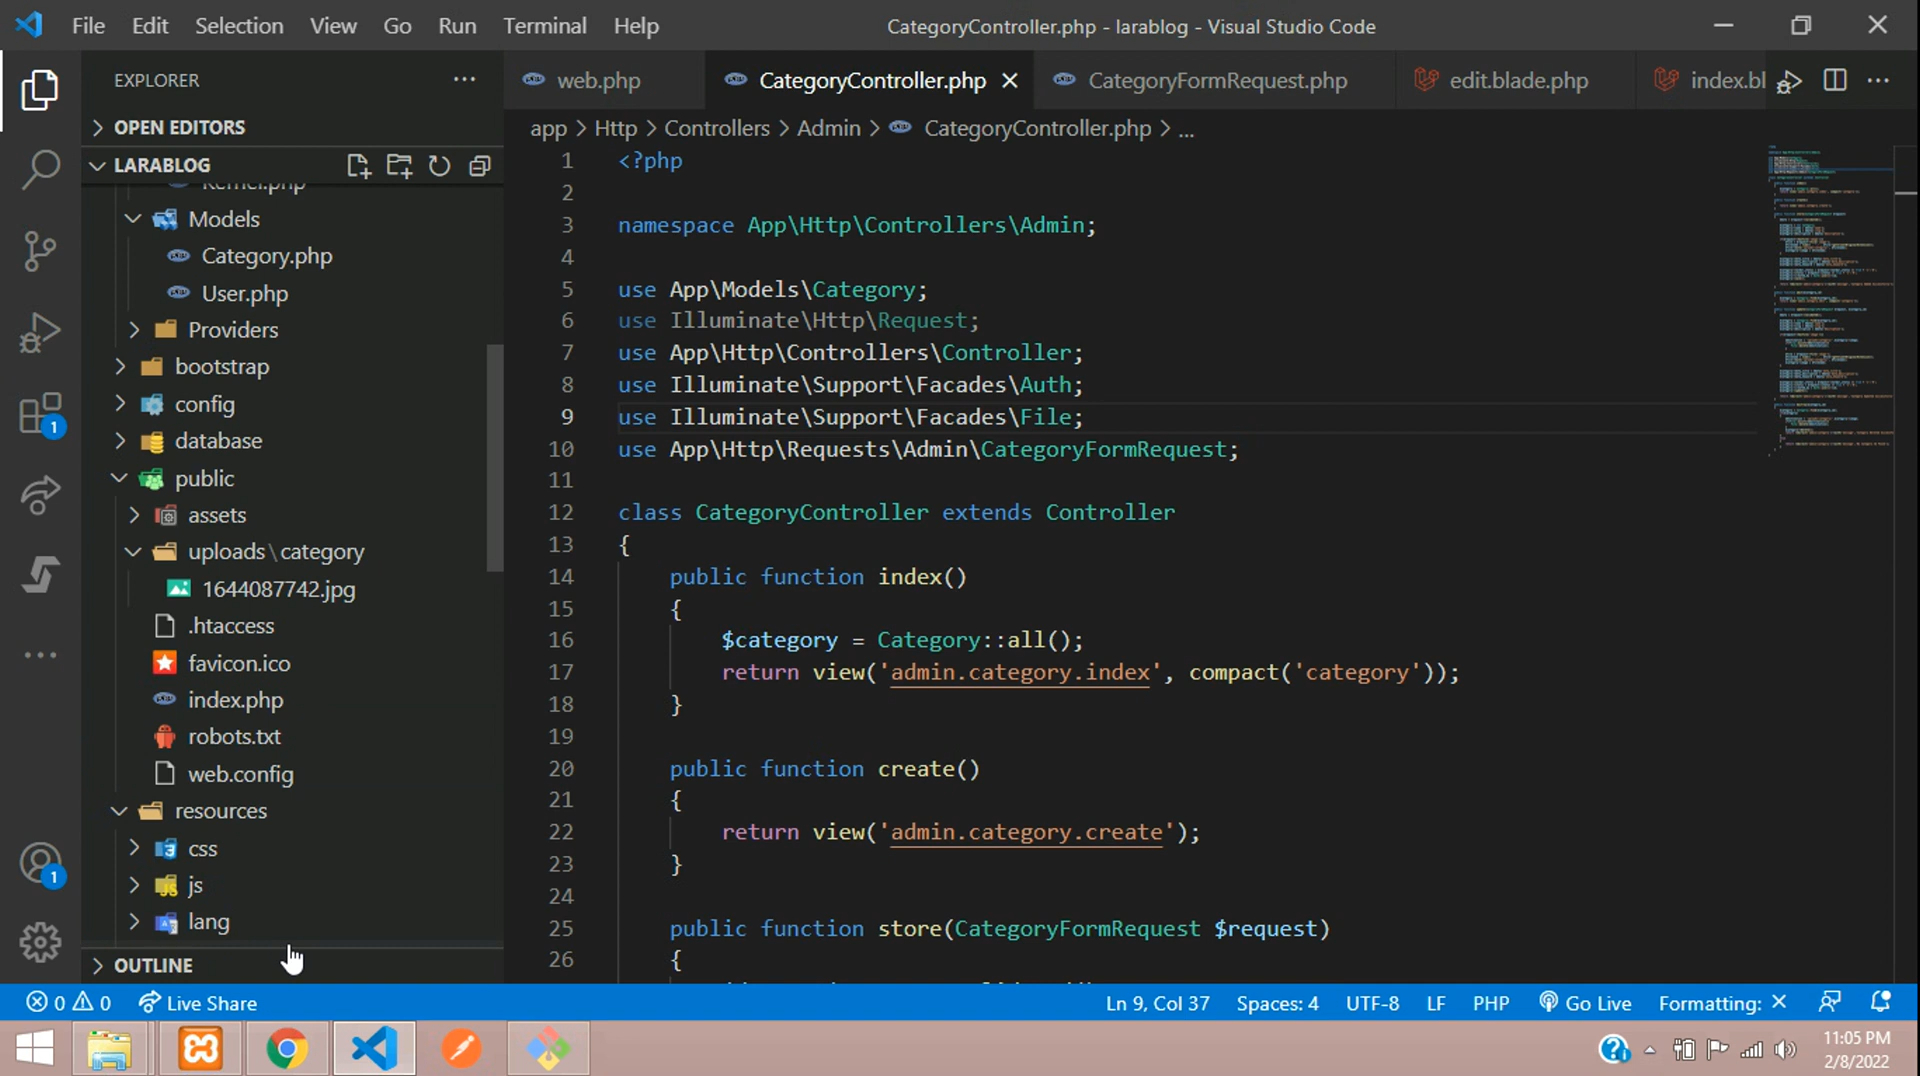 File Edit Selection View Go Run Terminal Help CategoryController.php - larablog - Visual Studio Code
EXPLORER
web.php CategoryController.php CategoryFormRequest.php edit.blade.php index.bl
OPEN EDITORS
LARABLOG
app > Http > Controllers > Admin > CategoryController.php > ...
Kernel.php
Models
Category.php
User.php
Providers
bootstrap
config
database
public
assets
uploads\category
1644087742.jpg
.htaccess
favicon.ico
index.php
robots.txt
web.config
resources
css
js
lang
OUTLINE
1 <?php
2
3 namespace App\Http\Controllers\Admin;
4
5 use App\Models\Category;
6 use Illuminate\Http\Request;
7 use App\Http\Controllers\Controller;
8 use Illuminate\Support\Facades\Auth;
9 use Illuminate\Support\Facades\File;
10 use App\Http\Requests\Admin\CategoryFormRequest;
11
12 class CategoryController extends Controller
13 {
14 public function index()
15 {
16 $category = Category::all();
17 return view('admin.category.index', compact('category'));
18 }
19
20 public function create()
21 {
22 return view('admin.category.create');
23 }
24
25 public function store(CategoryFormRequest $request)
26 {
1
1
0 0 Live Share Ln 9, Col 37 Spaces: 4 UTF-8 LF PHP Go Live Formatting: ×
11:05 PM
2/8/2022